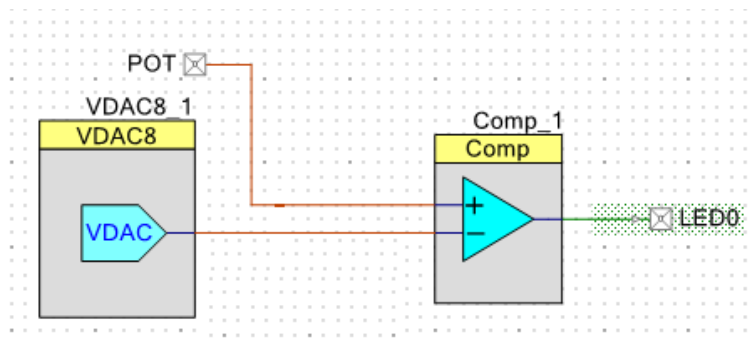 POT
VDAC8_1
VDAC8
VDAC
Comp_1
Comp
+
−
LED0